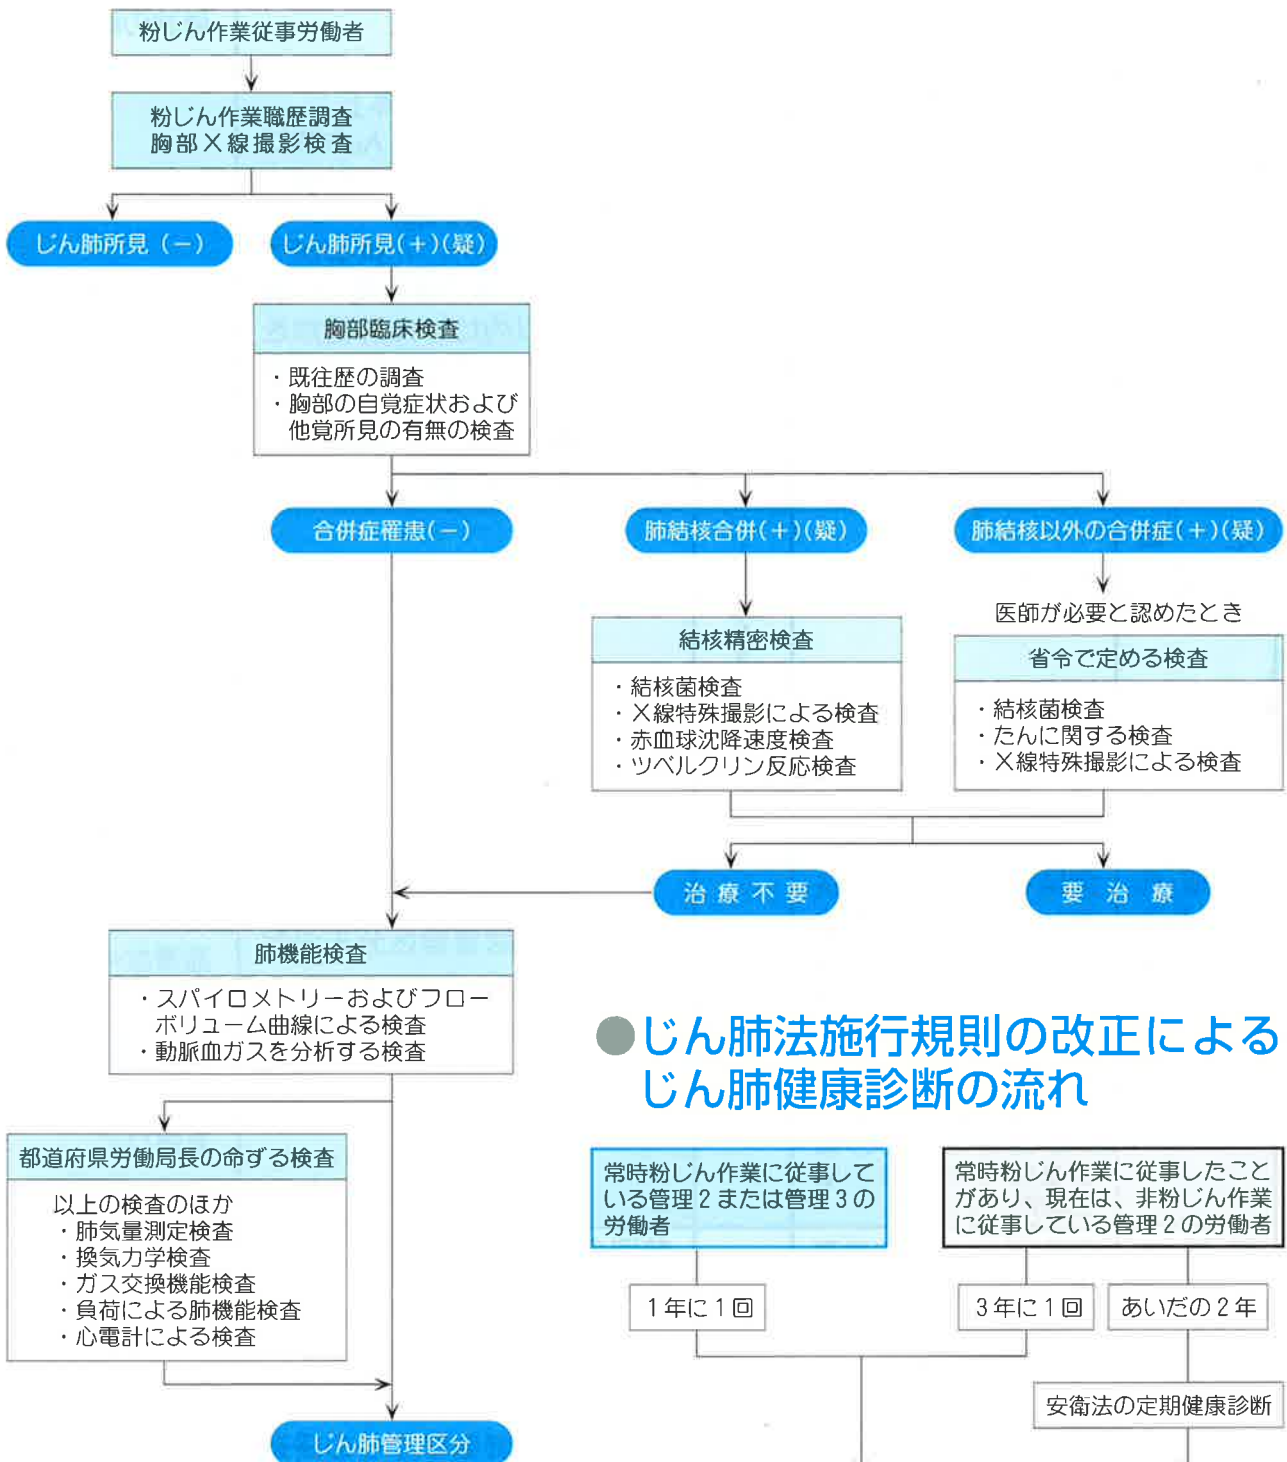 粉じん作業従事労働者
粉じん作業職歴調査
胸部X線撮影検査
じん肺所見(－)
じん肺所見(＋)(疑)
胸部臨床検査
・既往歴の調査
・胸部の自覚症状および
他覚所見の有無の検査
合併症罹患(－)
肺結核合併(＋)(疑)
肺結核以外の合併症(＋)(疑)
医師が必要と認めたとき
結核精密検査
・結核菌検査
・X線特殊撮影による検査
・赤血球沈降速度検査
・ツベルクリン反応検査
省令で定める検査
・結核菌検査
・たんに関する検査
・X線特殊撮影による検査
治療不要
要治療
肺機能検査
・スパイロメトリーおよびフロー
ボリューム曲線による検査
・動脈血ガスを分析する検査
都道府県労働局長の命ずる検査
以上の検査のほか
・肺気量測定検査
・換気力学検査
・ガス交換機能検査
・負荷による肺機能検査
・心電計による検査
じん肺管理区分
●じん肺法施行規則の改正による
じん肺健康診断の流れ
常時粉じん作業に従事して
いる管理2または管理3の
労働者
常時粉じん作業に従事したこと
があり、現在は、非粉じん作業
に従事している管理2の労働者
1年に1回
3年に1回
あいだの2年
安衛法の定期健康診断